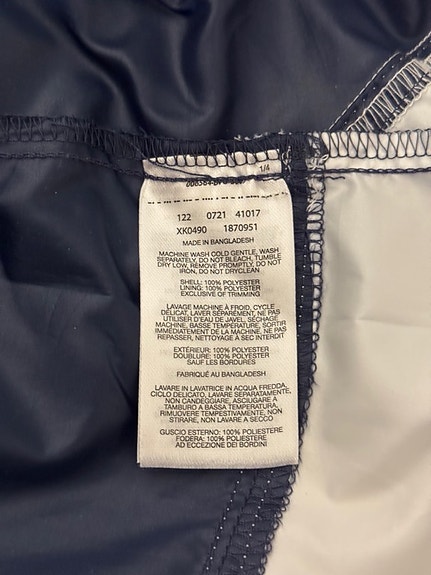 1/4
122 0721 41017
XK0490 1870951
MADE IN BANGLADESH
MACHINE WASH COLD GENTLE, WASH
SEPARATELY, DO NOT BLEACH, TUMBLE
DRY LOW, REMOVE PROMPTLY, DO NOT
IRON, DO NOT DRYCLEAN
SHELL: 100% POLYESTER
LINING: 100% POLYESTER
EXCLUSIVE OF TRIMMING
LAVAGE MACHINE À FROID, CYCLE
DELICAT, LAVER SÉPARÉMENT, NE PAS
UTILISER D'EAU DE JAVEL, SÉCHAGE
MACHINE, BASSE TEMPÉRATURE, SORTIR
IMMÉDIATEMENT DE LA MACHINE, NE PAS
REPASSER, NETTOYAGE À SEC INTERDIT
EXTÉRIEUR: 100% POLYESTER
DOUBLURE: 100% POLYESTER
SAUF LES BORDURES
FABRIQUÉ AU BANGLADESH
LAVARE IN LAVATRICE IN ACQUA FREDDA,
CICLO DELICATO, LAVARE SEPARATAMENTE,
NON CANDEGGIARE, ASCIUGARE A
TAMBURO A BASSA TEMPERATURA,
RIMUOVERE TEMPESTIVAMENTE, NON
STIRARE, NON LAVARE A SECCO
GUSCIO ESTERNO: 100% POLIESTERE
FODERA: 100% POLIESTERE
AD ECCEZIONE DEI BORDINI